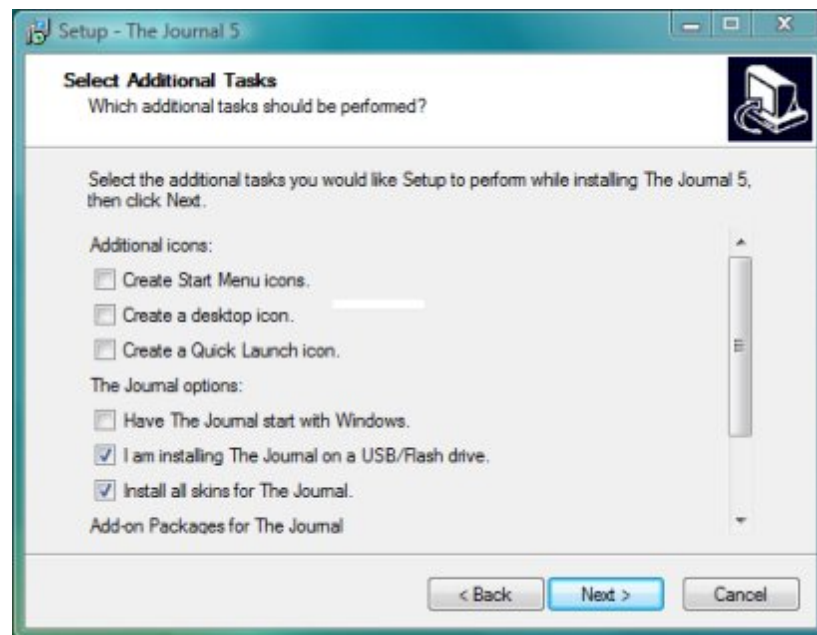 Setup - The Journal 5
Select Additional Tasks
Which additional tasks should be performed?
Select the additional tasks you would like Setup to perform while installing The Journal 5,
then click Next.
Additional icons:
Create Start Menu icons.
Create a desktop icon.
Create a Quick Launch icon.
The Journal options:
Have The Journal start with Windows.
I am installing The Journal on a USB/Flash drive.
Install all skins for The Journal.
Add-on Packages for The Journal
< Back Next > Cancel